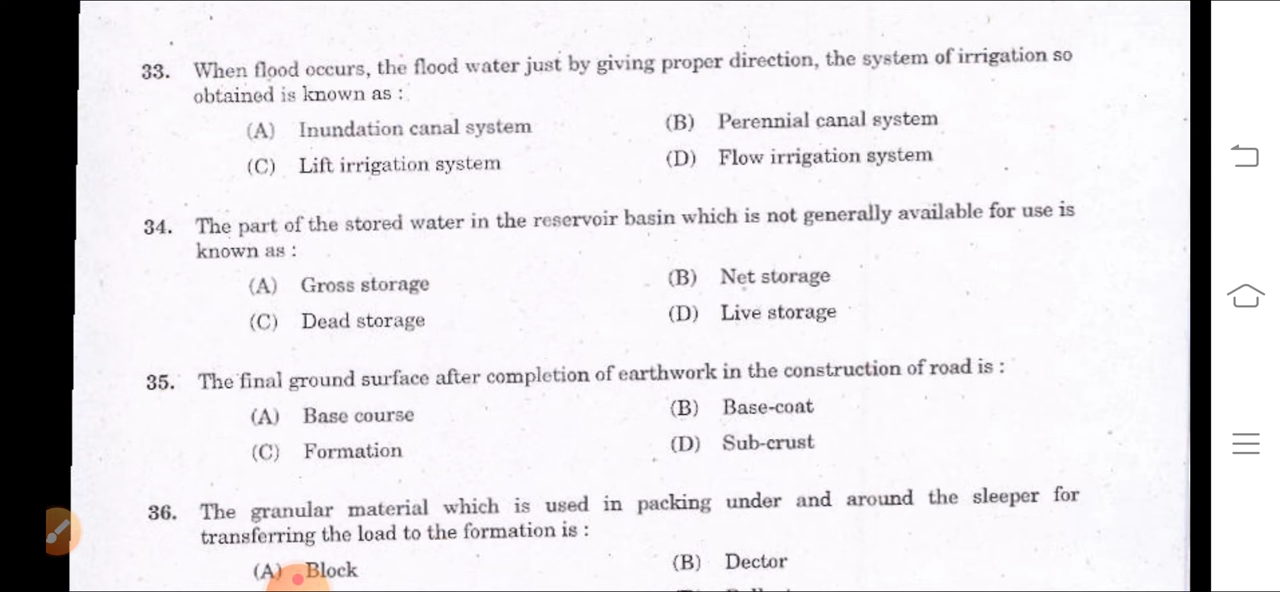 33. When flood occurs, the flood water just by giving proper direction, the system of irrigation so
obtained is known as :
(A) Inundation canal system (B) Perennial canal system
(C) Lift irrigation system (D) Flow irrigation system
34. The part of the stored water in the reservoir basin which is not generally available for use is
known as :
(A) Gross storage (B) Net storage
(C) Dead storage (D) Live storage
35. The final ground surface after completion of earthwork in the construction of road is :
(A) Base course (B) Base-coat
(C) Formation (D) Sub-crust
36. The granular material which is used in packing under and around the sleeper for
transferring the load to the formation is :
(A) Block (B) Dector